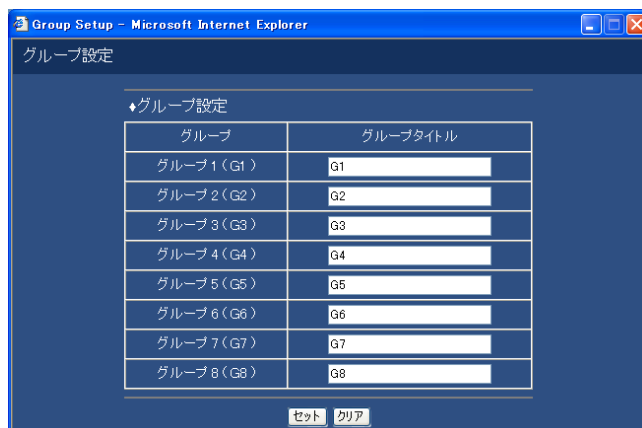 Group Setup - Microsoft Internet Explorer
グループ設定
♦グループ設定
グループ グループタイトル
グループ1(G1) G1
グループ2(G2) G2
グループ3(G3) G3
グループ4(G4) G4
グループ5(G5) G5
グループ6(G6) G6
グループ7(G7) G7
グループ8(G8) G8
セット クリア